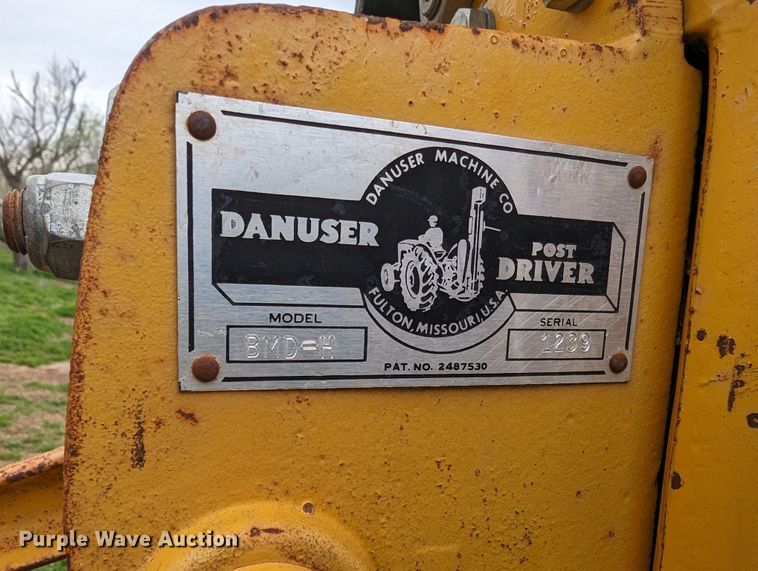 DANUSER MACHINE CO
DANUSER
POST
DRIVER
FULTON, MISSOURI, U.S.A.
MODEL
BMD-H
SERIAL
1239
PAT. NO. 2487530
Purple Wave Auction®